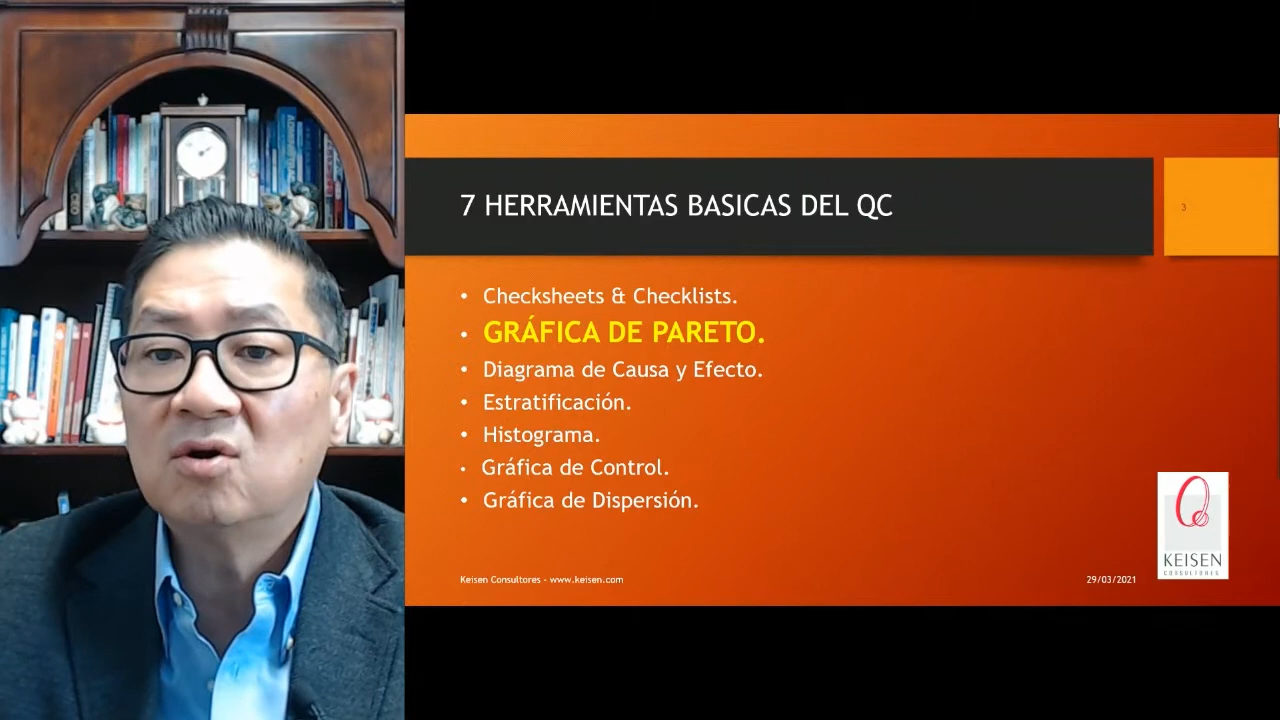 7 HERRAMIENTAS BASICAS DEL QC
3
• Checksheets & Checklists.
• GRÁFICA DE PARETO.
• Diagrama de Causa y Efecto.
• Estratificación.
• Histograma.
• Gráfica de Control.
• Gráfica de Dispersión.
KEISEN
CONSULTORES
Keisen Consultores - www.keisen.com
29/03/2021